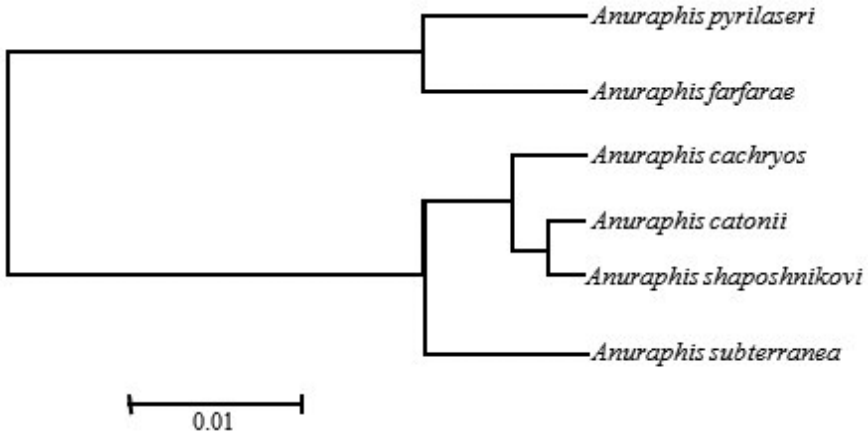 Anuraphis pyrilaseri
Anuraphis farfarae
Anuraphis cachryos
Anuraphis catonii
Anuraphis shaposhnikovi
Anuraphis subterranea
0.01